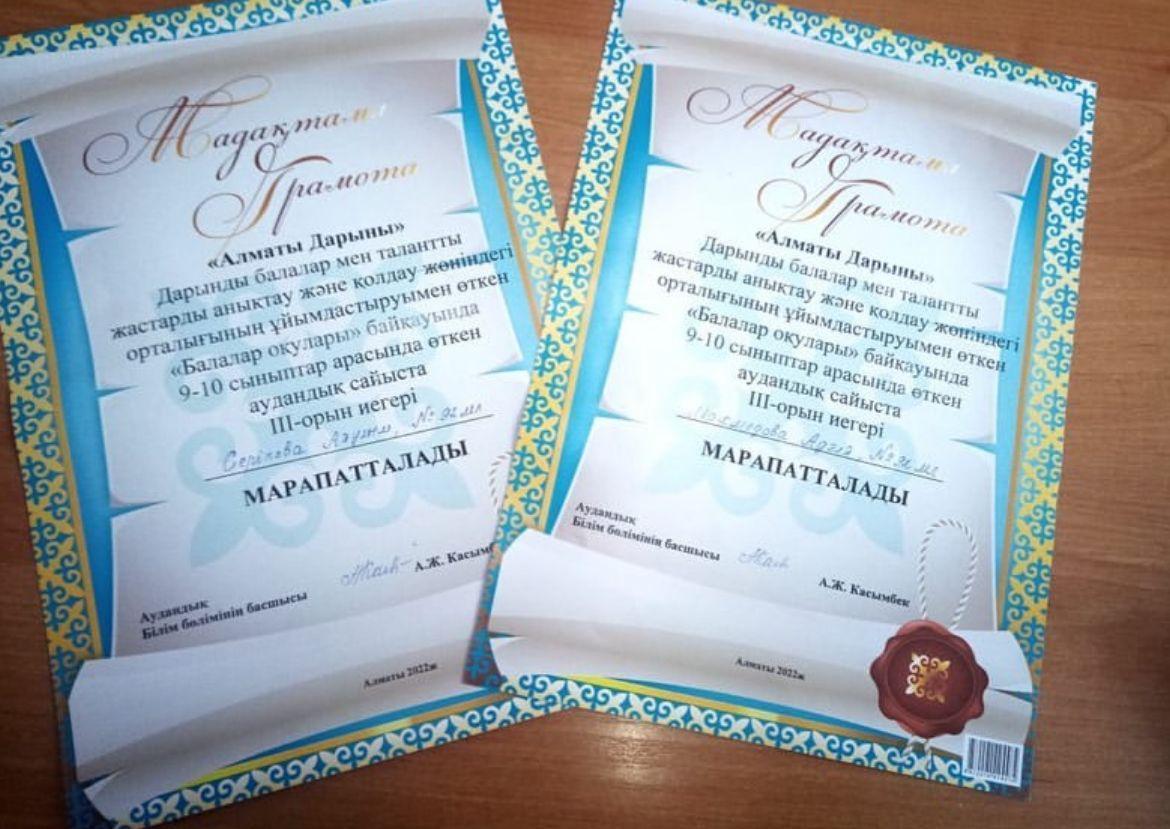 Мадақтама
Грамота
«Алматы Дарыны»
Дарынды балалар мен талантты
жастарды анықтау және қолдау жөніндегі
орталығының ұйымдастыруымен өткен
«Балалар оқулары» байқауында
9-10 сыныптар арасында өткен
аудандық сайыста
III-орын иегері
Серікова №92мг
МАРАПАТТАЛАДЫ
Аудандық
Білім бөлімінің басшысы А.Ж. Касымб
Алматы 2022ж
Мадақтама
Грамота
«Алматы Дарыны»
Дарынды балалар мен талантты
жастарды анықтау және қолдау жөніндегі
орталығының ұйымдастыруымен өткен
«Балалар оқулары» байқауында
9-10 сыныптар арасында өткен
аудандық сайыста
III-орын иегері
МАРАПАТТАЛАДЫ
Аудандық
Білім бөлімінің басшысы
А.Ж. Касымбек
Алматы 2022ж